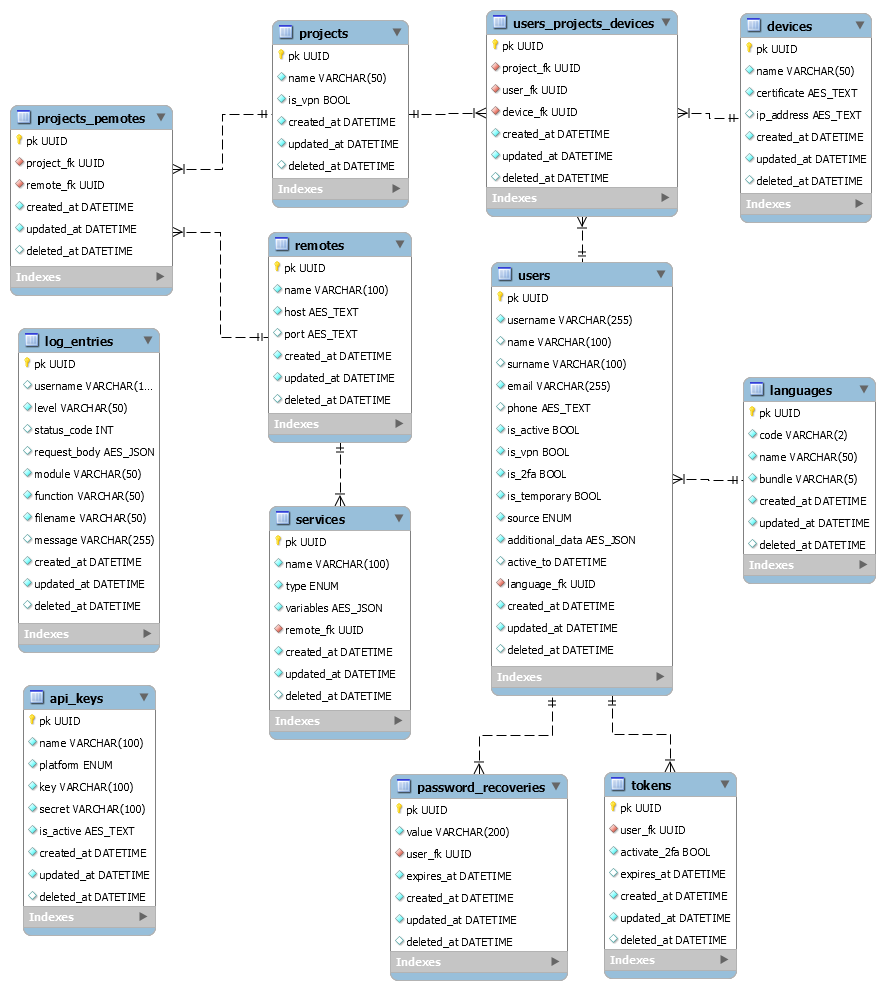 projects
pk UUID
name VARCHAR(50)
is_vpn BOOL
created_at DATETIME
updated_at DATETIME
deleted_at DATETIME
Indexes
users_projects_devices
pk UUID
project_fk UUID
user_fk UUID
device_fk UUID
created_at DATETIME
updated_at DATETIME
deleted_at DATETIME
Indexes
devices
pk UUID
name VARCHAR(50)
certificate AES_TEXT
ip_address AES_TEXT
created_at DATETIME
updated_at DATETIME
deleted_at DATETIME
Indexes
projects_pemotes
pk UUID
project_fk UUID
remote_fk UUID
created_at DATETIME
updated_at DATETIME
deleted_at DATETIME
Indexes
remotes
pk UUID
name VARCHAR(100)
host AES_TEXT
port AES_TEXT
created_at DATETIME
updated_at DATETIME
deleted_at DATETIME
Indexes
users
pk UUID
username VARCHAR(255)
name VARCHAR(100)
surname VARCHAR(100)
email VARCHAR(255)
phone AES_TEXT
is_active BOOL
is_vpn BOOL
is_2fa BOOL
is_temporary BOOL
source ENUM
additional_data AES_JSON
active_to DATETIME
language_fk UUID
created_at DATETIME
updated_at DATETIME
deleted_at DATETIME
Indexes
languages
pk UUID
code VARCHAR(2)
name VARCHAR(50)
bundle VARCHAR(5)
created_at DATETIME
updated_at DATETIME
deleted_at DATETIME
Indexes
log_entries
pk UUID
username VARCHAR(1...
level VARCHAR(50)
status_code INT
request_body AES_JSON
module VARCHAR(50)
function VARCHAR(50)
filename VARCHAR(50)
message VARCHAR(255)
created_at DATETIME
updated_at DATETIME
deleted_at DATETIME
Indexes
services
pk UUID
name VARCHAR(100)
type ENUM
variables AES_JSON
remote_fk UUID
created_at DATETIME
updated_at DATETIME
deleted_at DATETIME
Indexes
api_keys
pk UUID
name VARCHAR(100)
platform ENUM
key VARCHAR(100)
secret VARCHAR(100)
is_active AES_TEXT
created_at DATETIME
updated_at DATETIME
deleted_at DATETIME
Indexes
password_recoveries
pk UUID
value VARCHAR(200)
user_fk UUID
expires_at DATETIME
created_at DATETIME
updated_at DATETIME
deleted_at DATETIME
Indexes
tokens
pk UUID
user_fk UUID
activate_2fa BOOL
expires_at DATETIME
created_at DATETIME
updated_at DATETIME
deleted_at DATETIME
Indexes